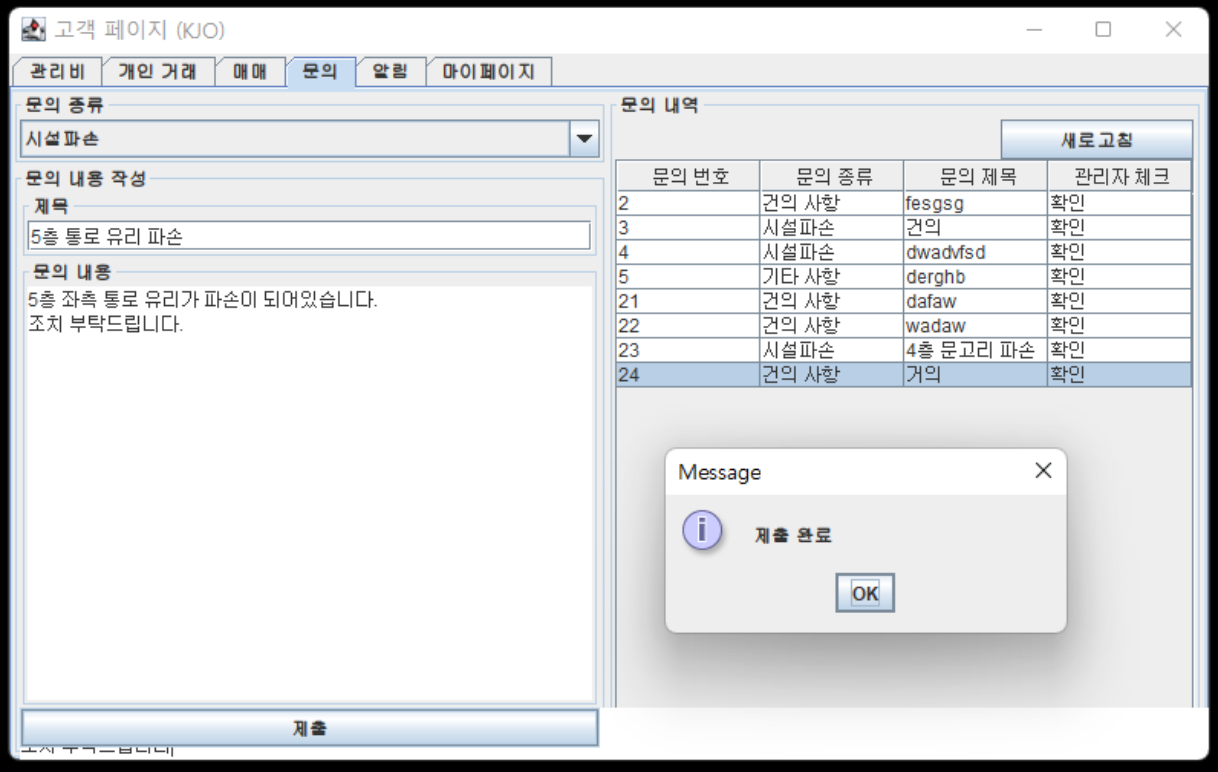 고객 페이지 (KJO)
관리비 개인 거래 매매 문의 알림 마이페이지
문의 종류
시설파손
문의 내용 작성
제목
5층 통로 유리 파손
문의 내용
5층 좌측 통로 유리가 파손이 되어있습니다.
조치 부탁드립니다.
제출
문의 내역
새로고침
문의 번호 문의 종류 문의 제목 관리자 체크
2 건의 사항 fesgsg 확인
3 시설파손 건의 확인
4 시설파손 dwadvfsd 확인
5 기타 사항 derghb 확인
21 건의 사항 dafaw 확인
22 건의 사항 wadaw 확인
23 시설파손 4층 문고리 파손 확인
24 건의 사항 거의 확인
Message
제출 완료
OK